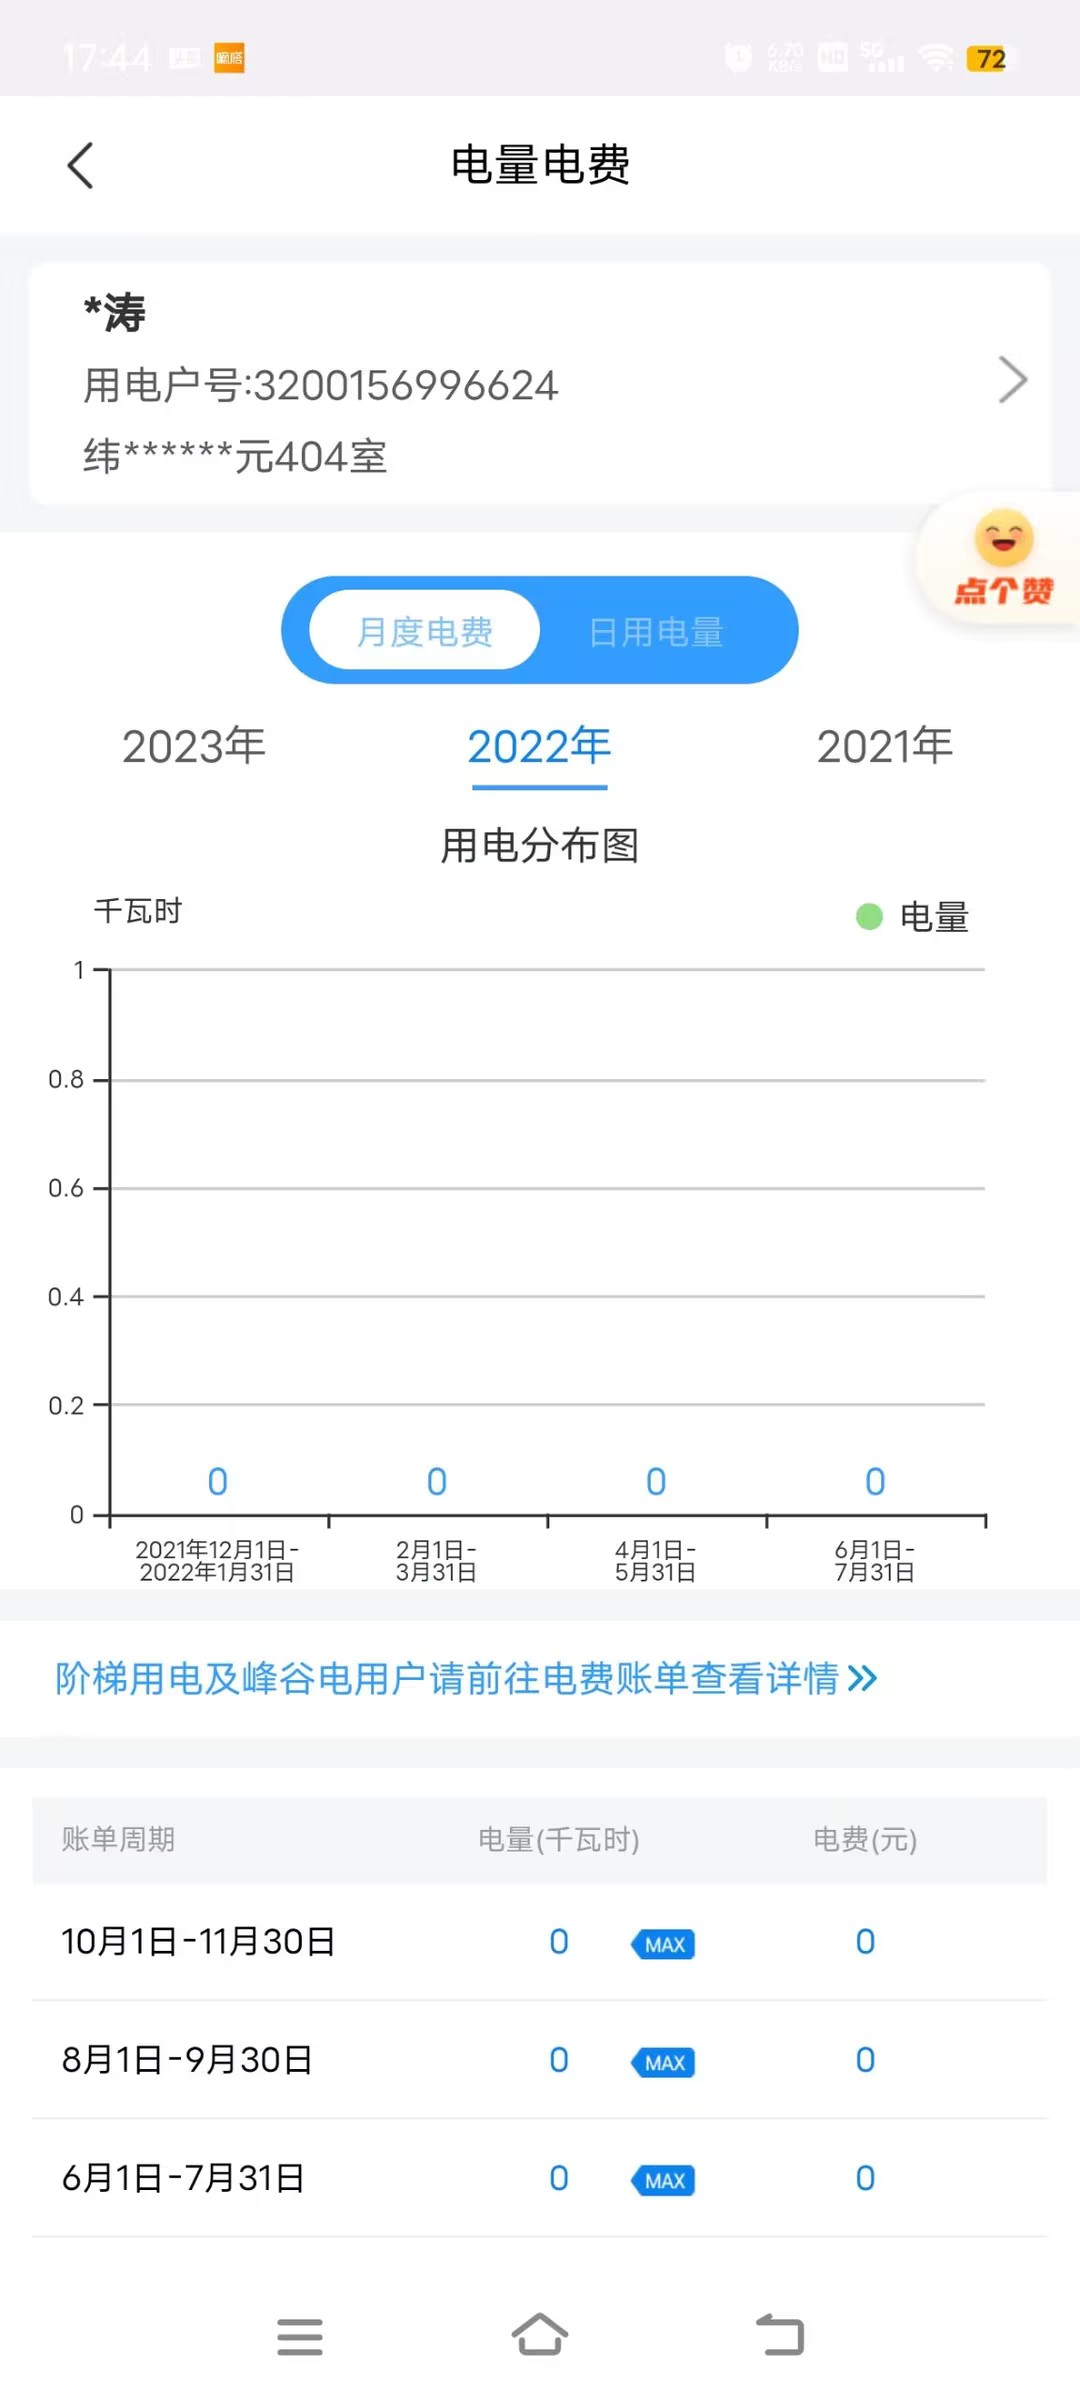 17:44
嘀嗒
6.70 KB/s HD 5G 72
电量电费
*涛
用电户号:3200156996624
纬******元404室
点个赞
月度电费 日用电量
2023年 2022年 2021年
用电分布图
千瓦时 电量
1
0.8
0.6
0.4
0.2
0
0 0 0 0
2021年12月1日- 2月1日- 4月1日- 6月1日-
2022年1月31日 3月31日 5月31日 7月31日
阶梯用电及峰谷电用户请前往电费账单查看详情
账单周期 电量(千瓦时) 电费(元)
10月1日-11月30日 0 MAX 0
8月1日-9月30日 0 MAX 0
6月1日-7月31日 0 MAX 0